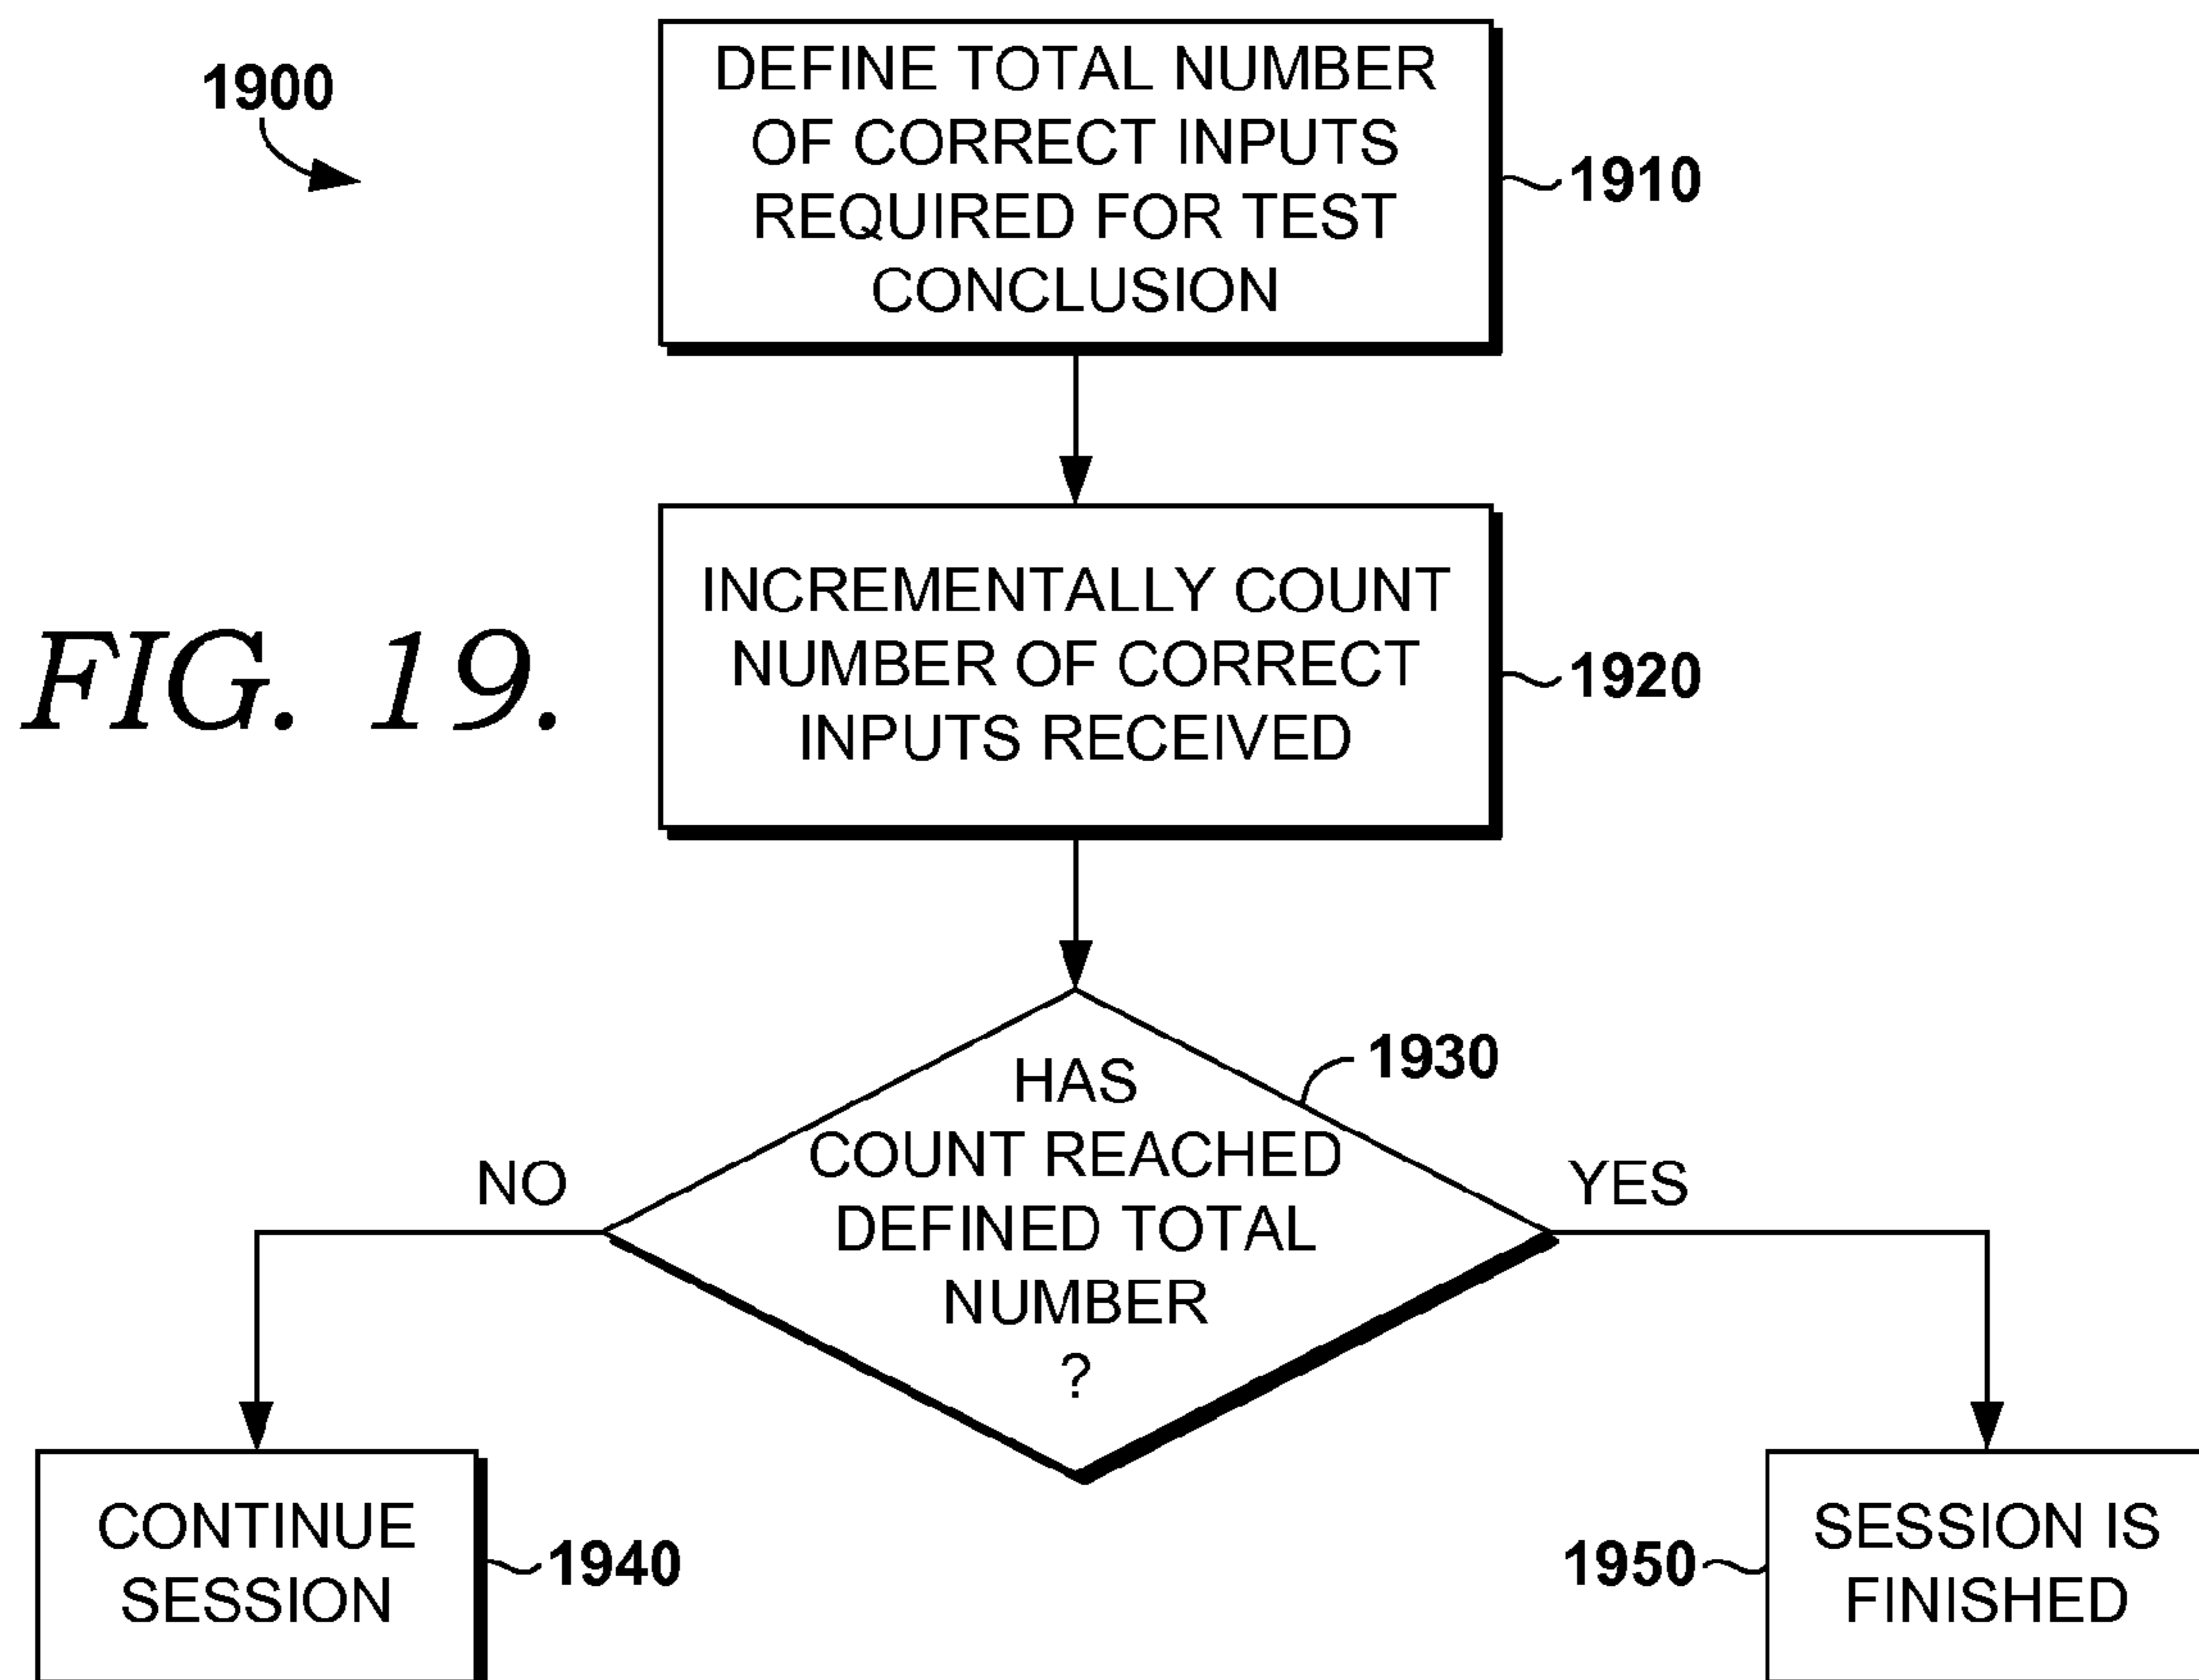 1900
DEFINE TOTAL NUMBER
OF CORRECT INPUTS
REQUIRED FOR TEST
CONCLUSION
1910
INCREMENTALLY COUNT
NUMBER OF CORRECT
INPUTS RECEIVED
1920
FIG. 19.
HAS
COUNT REACHED
DEFINED TOTAL
NUMBER
?
1930
NO
YES
CONTINUE
SESSION
1940
1950
SESSION IS
FINISHED